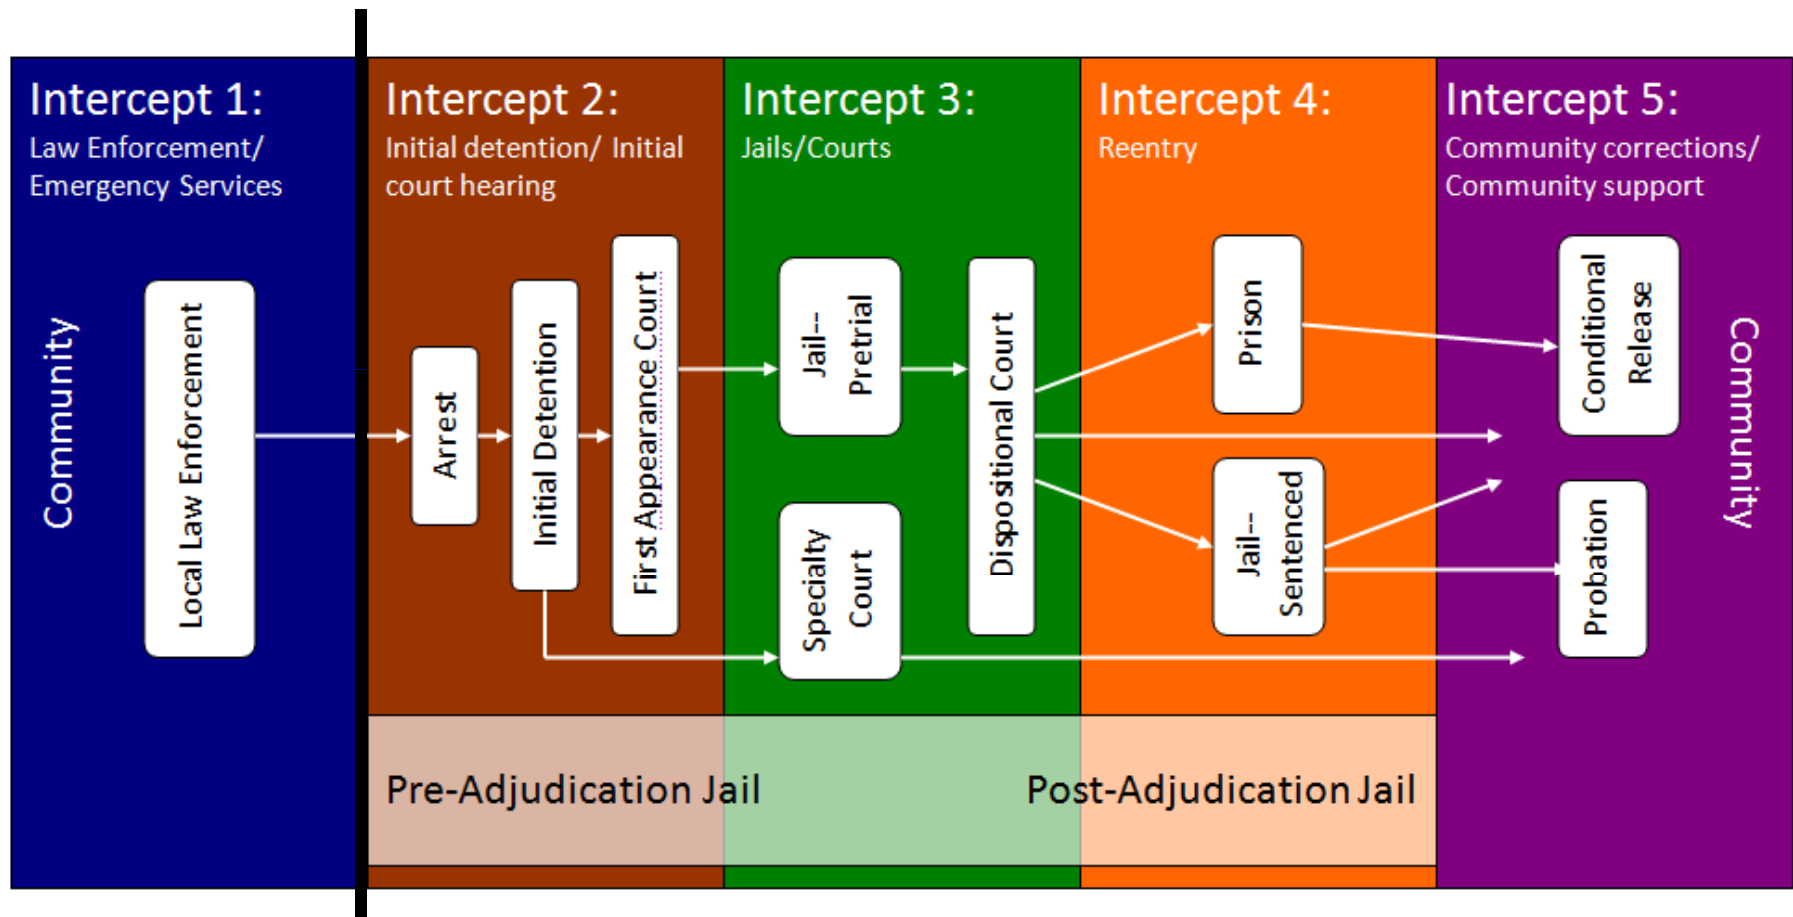 Intercept 1:
Law Enforcement/
Emergency Services
Community
Local Law Enforcement
Intercept 2:
Initial detention/ Initial
court hearing
Arrest
Initial Detention
First Appearance Court
Intercept 3:
Jails/Courts
Jail--
Pretrial
Specialty
Court
Dispositional Court
Intercept 4:
Reentry
Prison
Jail--
Sentenced
Intercept 5:
Community corrections/
Community support
Conditional
Release
Probation
Community
Pre-Adjudication Jail
Post-Adjudication Jail